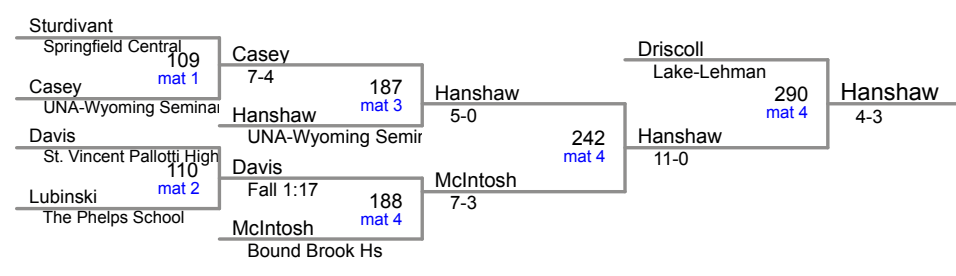 Sturdivant
Springfield Central
109
mat 1
Casey
UNA-Wyoming Seminar
Davis
St. Vincent Pallotti High
110
mat 2
Lubinski
The Phelps School
Casey
7-4
187
mat 3
Hanshaw
UNA-Wyoming Semir
Davis
Fall 1:17
188
mat 4
McIntosh
Bound Brook Hs
Hanshaw
5-0
242
mat 4
McIntosh
7-3
Driscoll
Lake-Lehman
290
mat 4
Hanshaw
11-0
Hanshaw
4-3